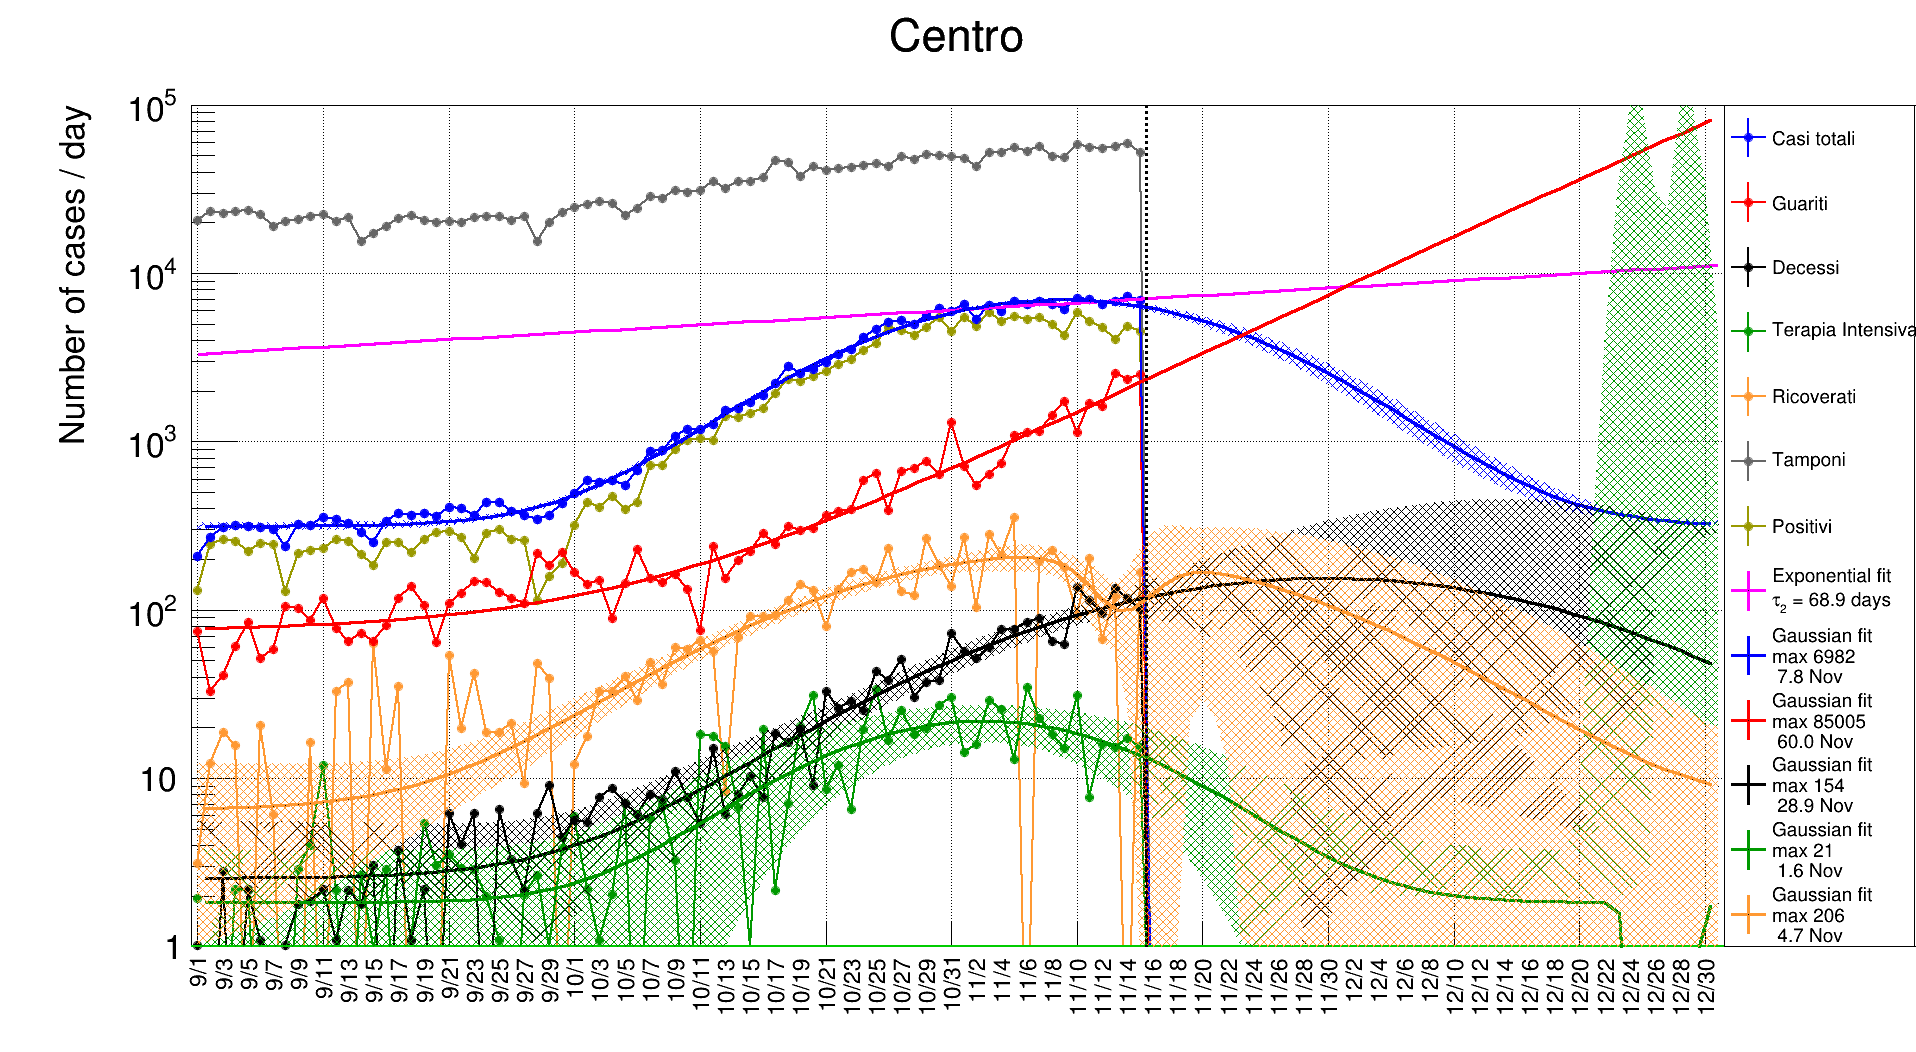 Centro
Number of cases / day
10^5
10^4
10^3
10^2
10
1
9/1 9/3 9/5 9/7 9/9 9/11 9/13 9/15 9/17 9/19 9/21 9/23 9/25 9/27 9/29 10/1 10/3 10/5 10/7 10/9 10/11 10/13 10/15 10/17 10/19 10/21 10/23 10/25 10/27 10/29 10/31 11/2 11/4 11/6 11/8 11/10 11/12 11/14 11/16 11/18 11/20 11/22 11/24 11/26 11/28 11/30 12/2 12/4 12/6 12/8 12/10 12/12 12/14 12/16 12/18 12/20 12/22 12/24 12/26 12/28 12/30
Casi totali
Guariti
Decessi
Terapia Intensiva
Ricoverati
Tamponi
Positivi
Exponential fit
τ₂ = 68.9 days
Gaussian fit
max 6982
7.8 Nov
Gaussian fit
max 85005
60.0 Nov
Gaussian fit
max 154
28.9 Nov
Gaussian fit
max 21
1.6 Nov
Gaussian fit
max 206
4.7 Nov